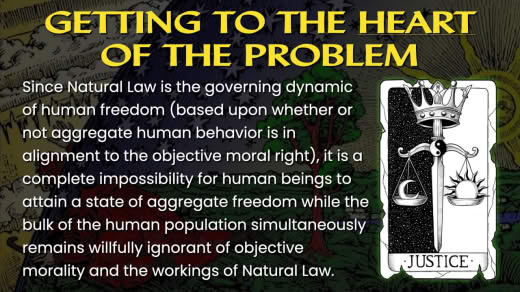 GETTING TO THE HEART
OF THE PROBLEM
Since Natural Law is the governing dynamic
of human freedom (based upon whether or
not aggregate human behavior is in
alignment to the objective moral right), it is a
complete impossibility for human beings to
attain a state of aggregate freedom while the
bulk of the human population simultaneously
remains willfully ignorant of objective
morality and the workings of Natural Law.
·JUSTICE·